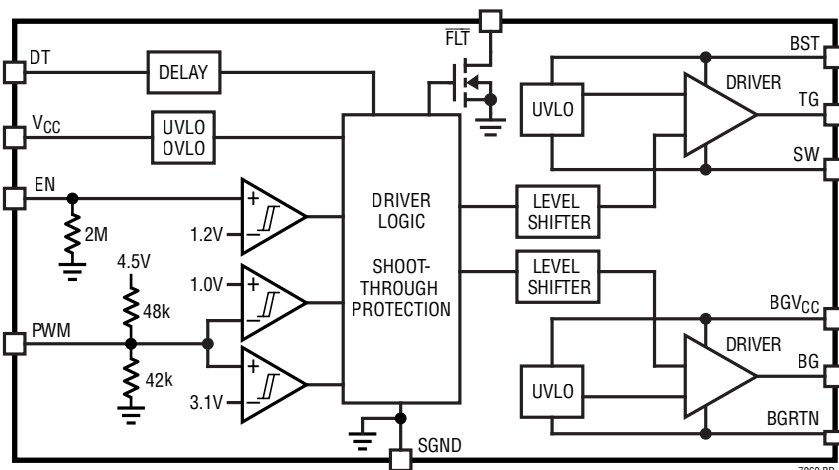 FLT
DT
DELAY
VCC
UVLO
OVLO
EN
2M
1.2V
4.5V
48k
1.0V
PWM
42k
3.1V
DRIVER
LOGIC
SHOOT-
THROUGH
PROTECTION
SGND
LEVEL
SHIFTER
LEVEL
SHIFTER
UVLO
DRIVER
BST
TG
SW
UVLO
DRIVER
BGVCC
BG
BGRTN